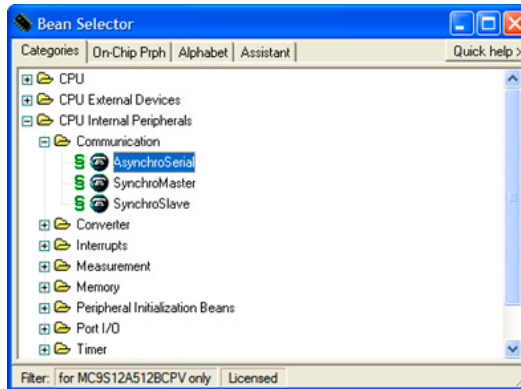 Bean Selector
Categories On-Chip Prph Alphabet Assistant Quick help >
CPU
CPU External Devices
CPU Internal Peripherals
Communication
AsynchroSerial
SynchroMaster
SynchroSlave
Converter
Interrupts
Measurement
Memory
Peripheral Initialization Beans
Port I/O
Timer
Filter: for MC9S12A512BCPV only Licensed